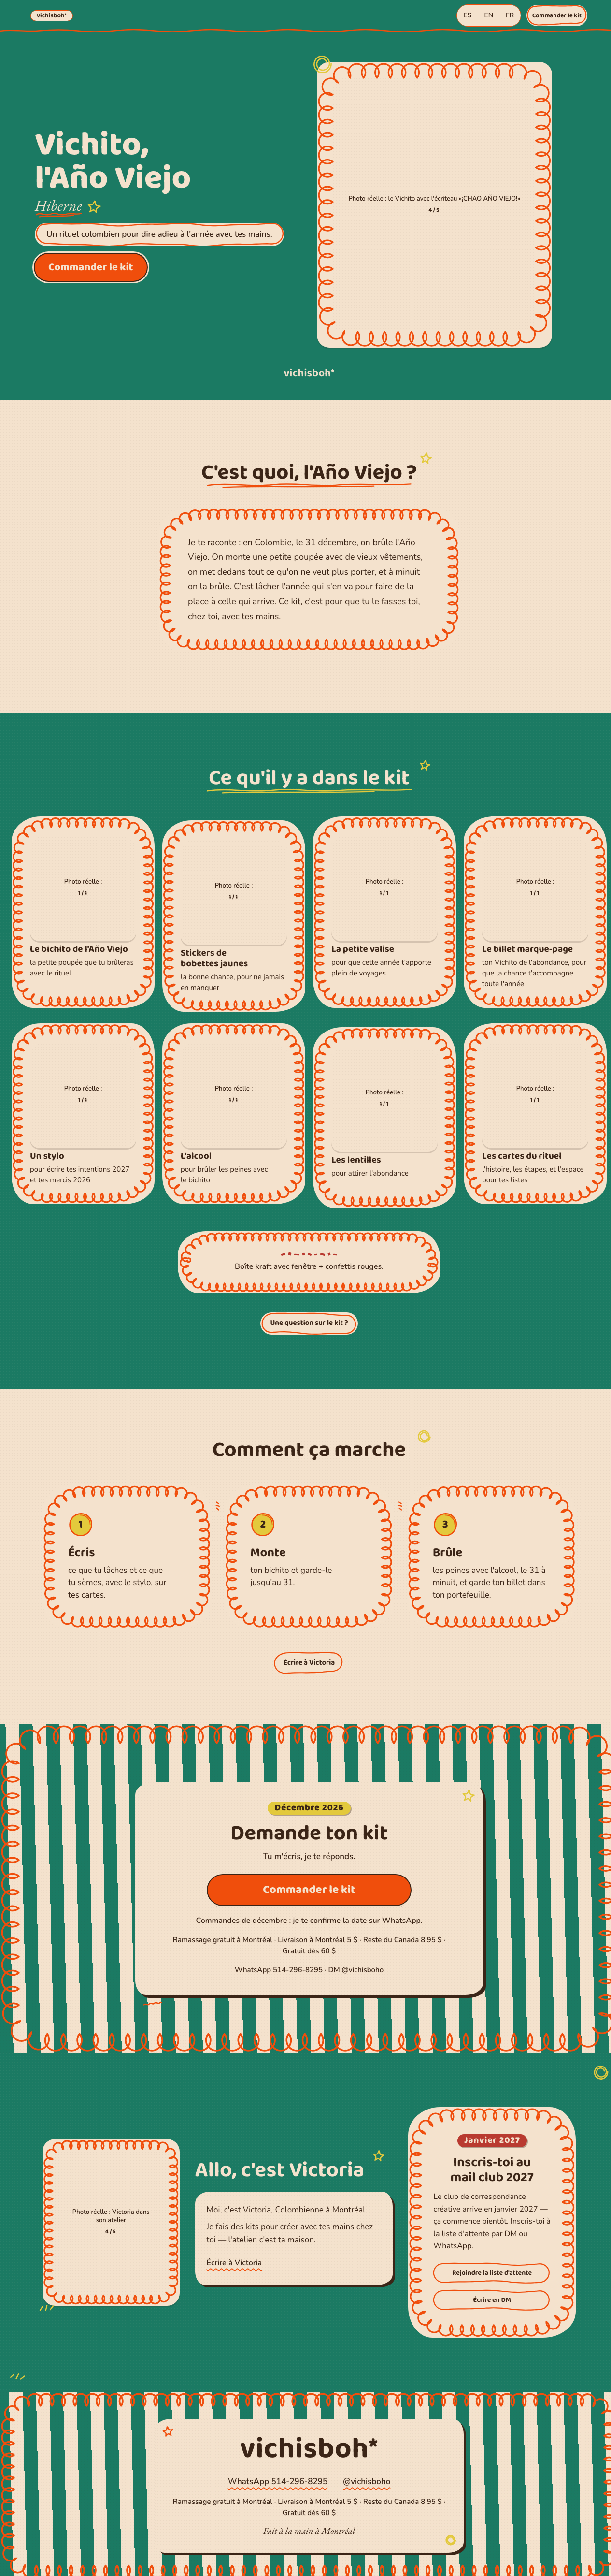 vichisboh*
ES EN FR
Commander le kit
Vichito,
l'Año Viejo
Hiberne
Un rituel colombien pour dire adieu à l'année avec tes mains.
Commander le kit
Photo réelle : le Vichito avec l'écriteau «¡CHAO AÑO VIEJO!»
4 / 5
vichisboh*
C'est quoi, l'Año Viejo ?
Je te raconte : en Colombie, le 31 décembre, on brûle l'Año
Viejo. On monte une petite poupée avec de vieux vêtements,
on met dedans tout ce qu'on ne veut plus porter, et à minuit
on la brûle. C'est lâcher l'année qui s'en va pour faire de la
place à celle qui arrive. Ce kit, c'est pour que tu le fasses toi,
chez toi, avec tes mains.
Ce qu'il y a dans le kit
Photo réelle :
1 / 1
Le bichito de l'Año Viejo
la petite poupée que tu brûleras
avec le rituel
Photo réelle :
1 / 1
Stickers de
bobettes jaunes
la bonne chance, pour ne jamais
en manquer
Photo réelle :
1 / 1
La petite valise
pour que cette année t'apporte
plein de voyages
Photo réelle :
1 / 1
Le billet marque-page
ton Vichito de l'abondance, pour
que la chance t'accompagne
toute l'année
Photo réelle :
1 / 1
Un stylo
pour écrire tes intentions 2027
et tes mercis 2026
Photo réelle :
1 / 1
L'alcool
pour brûler les peines avec
le bichito
Photo réelle :
1 / 1
Les lentilles
pour attirer l'abondance
Photo réelle :
1 / 1
Les cartes du rituel
l'histoire, les étapes, et l'espace
pour tes listes
Boîte kraft avec fenêtre + confettis rouges.
Une question sur le kit ?
Comment ça marche
1
Écris
ce que tu lâches et ce que
tu sèmes, avec le stylo, sur
tes cartes.
2
Monte
ton bichito et garde-le
jusqu'au 31.
3
Brûle
les peines avec l'alcool, le 31 à
minuit, et garde ton billet dans
ton portefeuille.
Écrire à Victoria
Décembre 2026
Demande ton kit
Tu m'écris, je te réponds.
Commander le kit
Commandes de décembre : je te confirme la date sur WhatsApp.
Ramassage gratuit à Montréal · Livraison à Montréal 5 $ · Reste du Canada 8,95 $ ·
Gratuit dès 60 $
WhatsApp 514-296-8295 · DM @vichisboho
Photo réelle : Victoria dans
son atelier
4 / 5
Allo, c'est Victoria
Moi, c'est Victoria, Colombienne à Montréal.
Je fais des kits pour créer avec tes mains chez
toi — l'atelier, c'est ta maison.
Écrire à Victoria
Janvier 2027
Inscris-toi au
mail club 2027
Le club de correspondance
créative arrive en janvier 2027 —
ça commence bientôt. Inscris-toi à
la liste d'attente par DM ou
WhatsApp.
Rejoindre la liste d'attente
Écrire en DM
vichisboh*
WhatsApp 514-296-8295 @vichisboho
Ramassage gratuit à Montréal · Livraison à Montréal 5 $ · Reste du Canada 8,95 $ ·
Gratuit dès 60 $
Fait à la main à Montréal